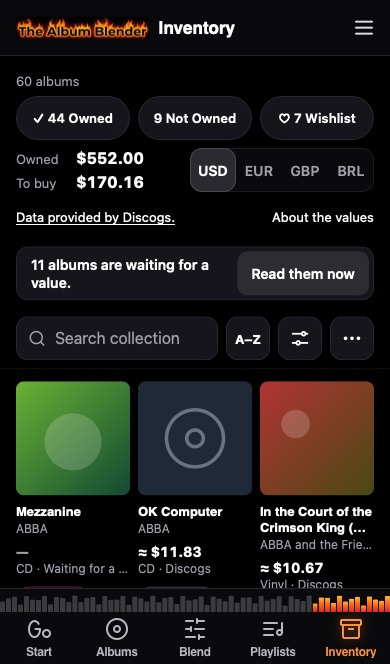 The Album Blender Inventory
60 albums
✓ 44 Owned 9 Not Owned ♡ 7 Wishlist
Owned $552.00
To buy $170.16
USD EUR GBP BRL
Data provided by Discogs. About the values
11 albums are waiting for a
value.
Read them now
Search collection A–Z
Mezzanine
ABBA
—
CD · Waiting for a ...
OK Computer
ABBA
≈ $11.83
CD · Discogs
In the Court of the
Crimson King (...
ABBA and the Frie...
≈ $10.67
Vinyl · Discogs
Start Albums Blend Playlists Inventory